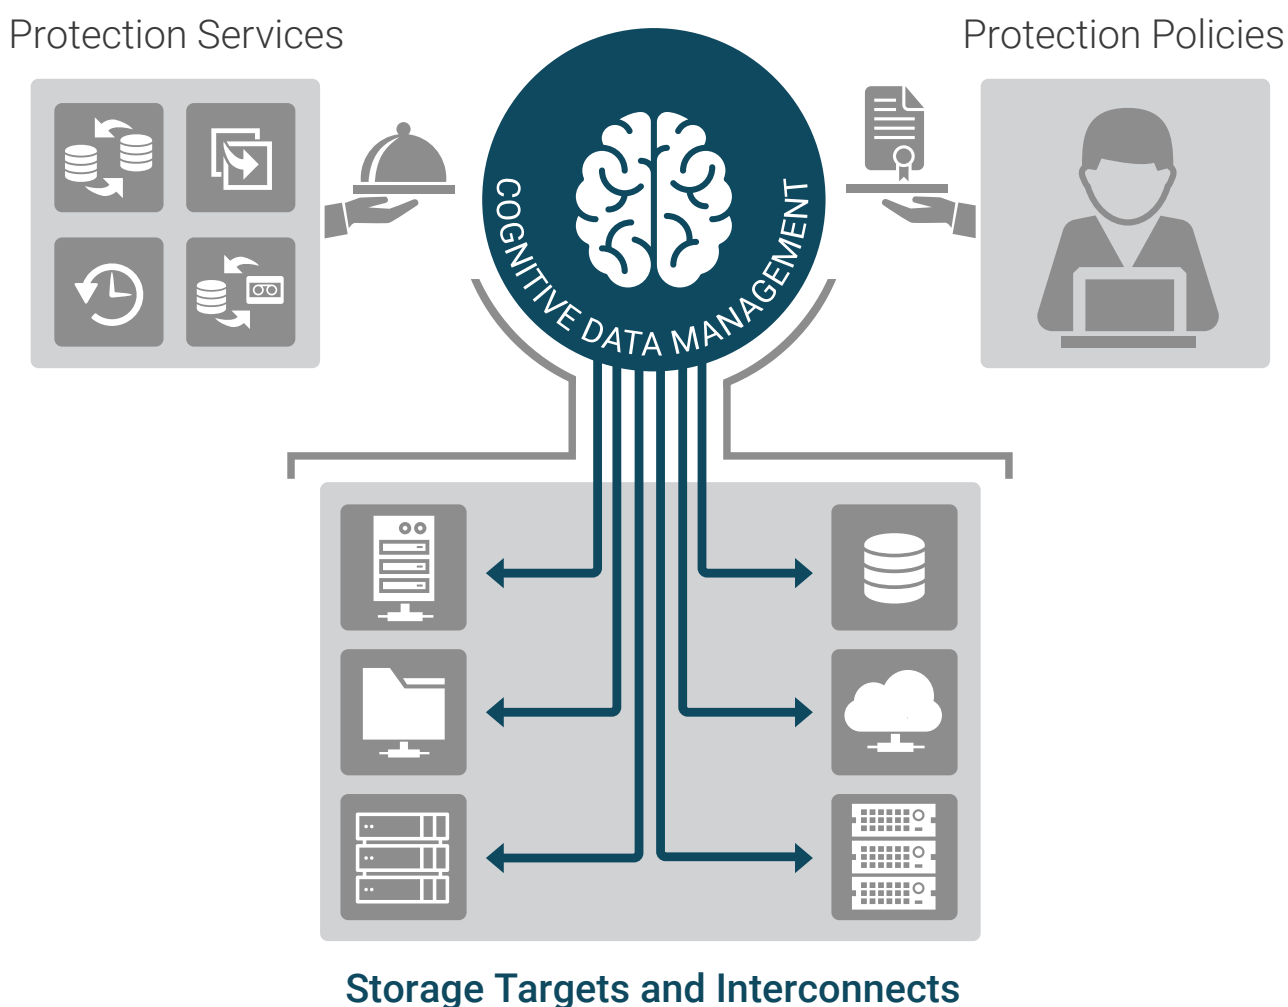 Protection Services
Protection Policies
COGNITIVE DATA MANAGEMENT
Storage Targets and Interconnects